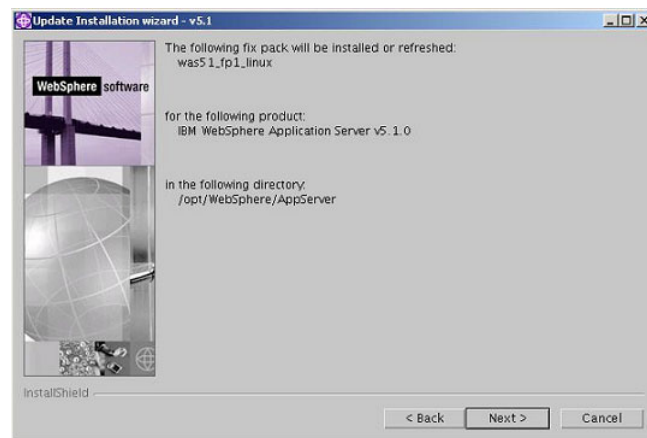 Update Installation wizard - v5.1
WebSphere software
The following fix pack will be installed or refreshed:
was51_fp1_linux
for the following product:
IBM WebSphere Application Server v5.1.0
in the following directory:
/opt/WebSphere/AppServer
InstallShield
< Back
Next >
Cancel